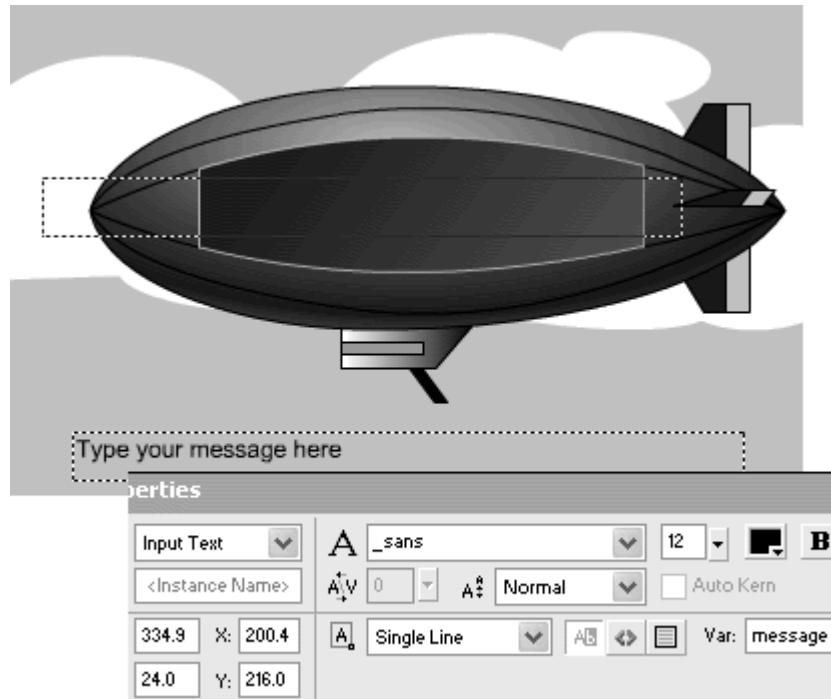 Type your message here
perties
Input Text A _sans 12 B
<Instance Name> A V 0 A a Normal Auto Kern
334.9 X: 200.4 A Single Line AB <> Var: message
24.0 Y: 216.0